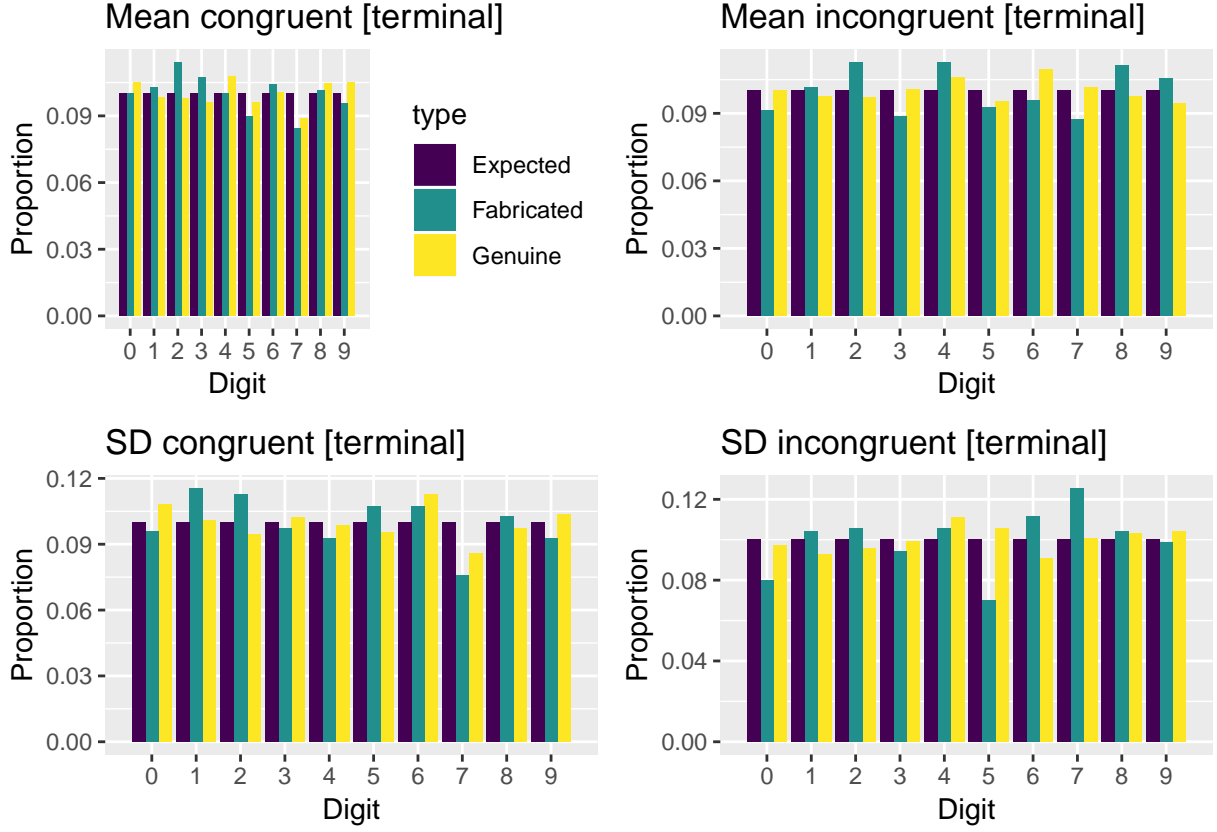 Mean congruent [terminal]
Proportion
0.09
0.06
0.03
0.00
0 1 2 3 4 5 6 7 8 9
Digit
type
Expected
Fabricated
Genuine
Mean incongruent [terminal]
Proportion
0.09
0.06
0.03
0.00
0 1 2 3 4 5 6 7 8 9
Digit
SD congruent [terminal]
Proportion
0.12
0.09
0.06
0.03
0.00
0 1 2 3 4 5 6 7 8 9
Digit
SD incongruent [terminal]
Proportion
0.12
0.08
0.04
0.00
0 1 2 3 4 5 6 7 8 9
Digit